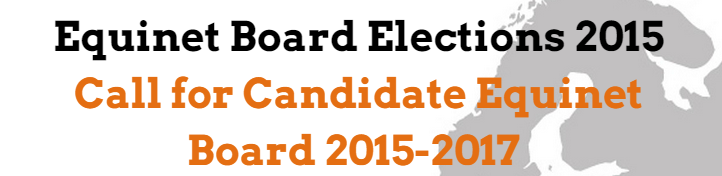 Equinet Board Elections 2015
Call for Candidate Equinet
Board 2015-2017